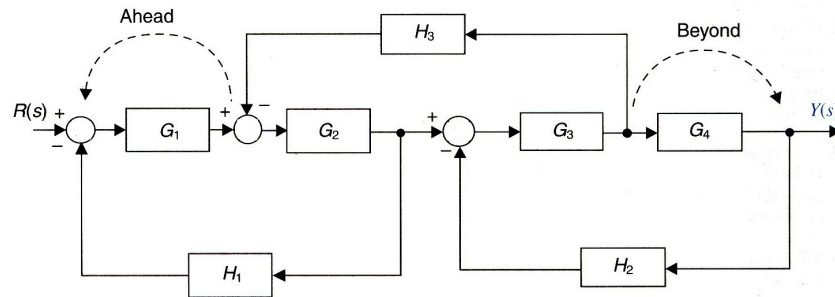 Ahead
H3
Beyond
R(s)
+
−
G1
+
−
G2
+
−
G3
G4
Y(s
H1
H2